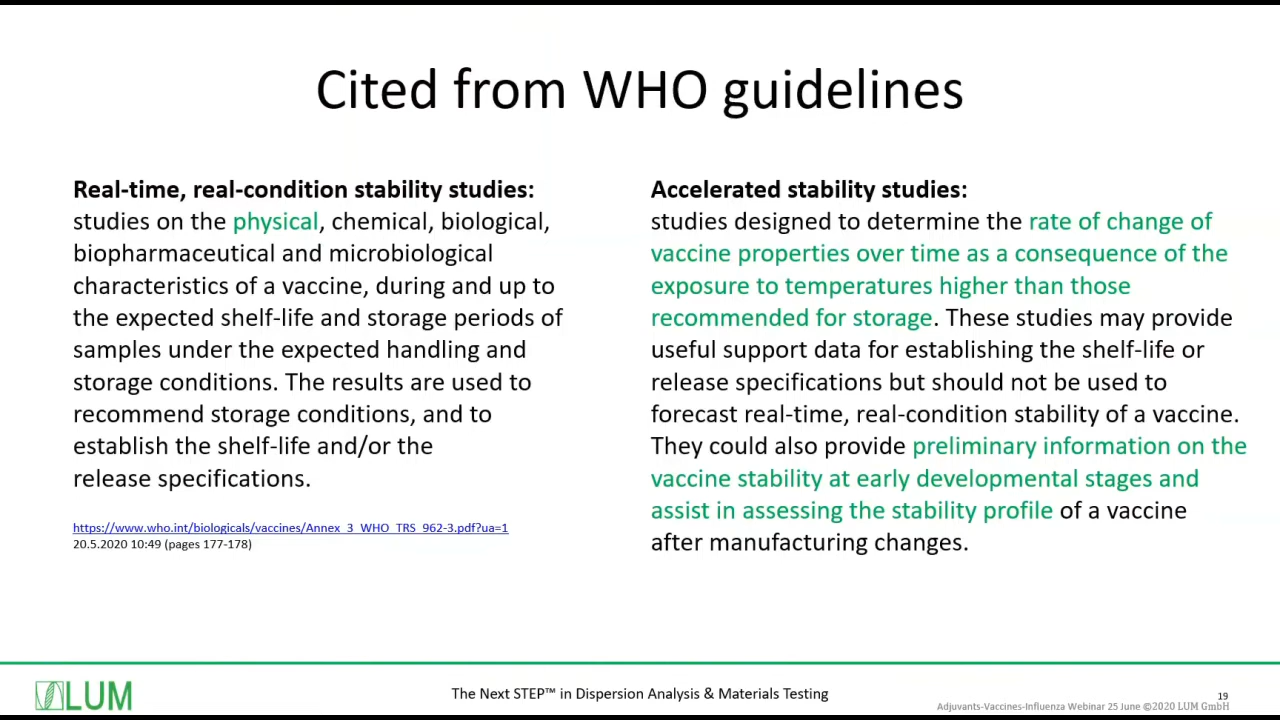 Cited from WHO guidelines
Real-time, real-condition stability studies:
studies on the physical, chemical, biological,
biopharmaceutical and microbiological
characteristics of a vaccine, during and up to
the expected shelf-life and storage periods of
samples under the expected handling and
storage conditions. The results are used to
recommend storage conditions, and to
establish the shelf-life and/or the
release specifications.
https://www.who.int/biologicals/vaccines/Annex_3_WHO_TRS_962-3.pdf?ua=1
20.5.2020 10:49 (pages 177-178)
Accelerated stability studies:
studies designed to determine the rate of change of
vaccine properties over time as a consequence of the
exposure to temperatures higher than those
recommended for storage. These studies may provide
useful support data for establishing the shelf-life or
release specifications but should not be used to
forecast real-time, real-condition stability of a vaccine.
They could also provide preliminary information on the
vaccine stability at early developmental stages and
assist in assessing the stability profile of a vaccine
after manufacturing changes.
LUM
The Next STEP™ in Dispersion Analysis & Materials Testing
19
Adjuvants-Vaccines-Influenza Webinar 25 June ©2020 LUM GmbH